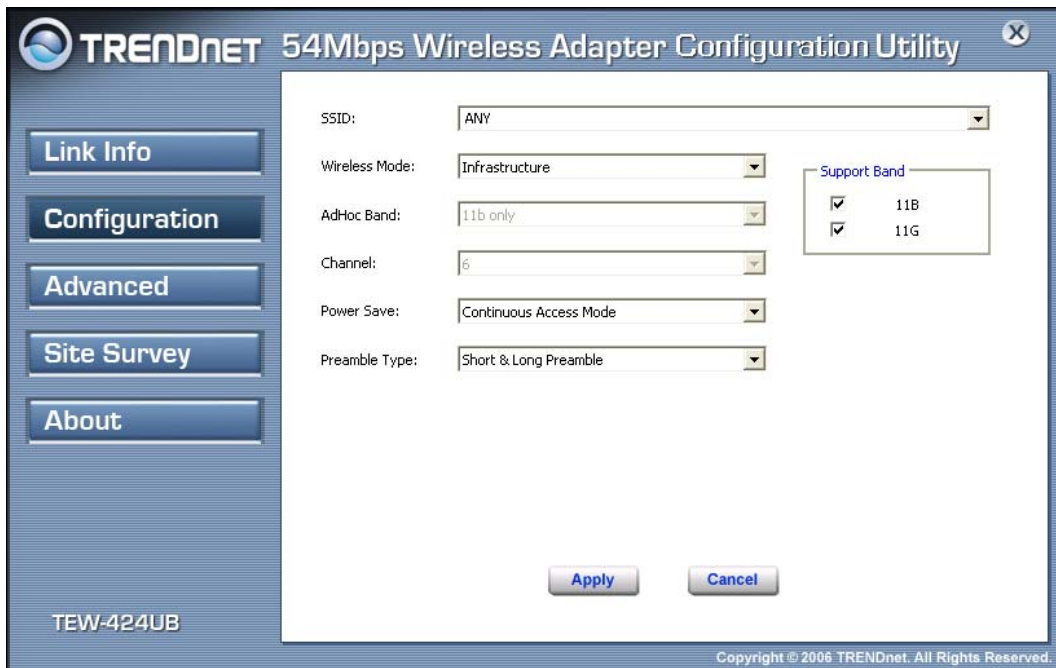 TRENDNET 54Mbps Wireless Adapter Configuration Utility
X
Link Info
Configuration
Advanced
Site Survey
About
TEW-424UB
SSID: ANY
Wireless Mode: Infrastructure
AdHoc Band: 11b only
Channel: 6
Power Save: Continuous Access Mode
Preamble Type: Short & Long Preamble
Support Band
11B
11G
Apply Cancel
Copyright © 2006 TRENDnet. All Rights Reserved